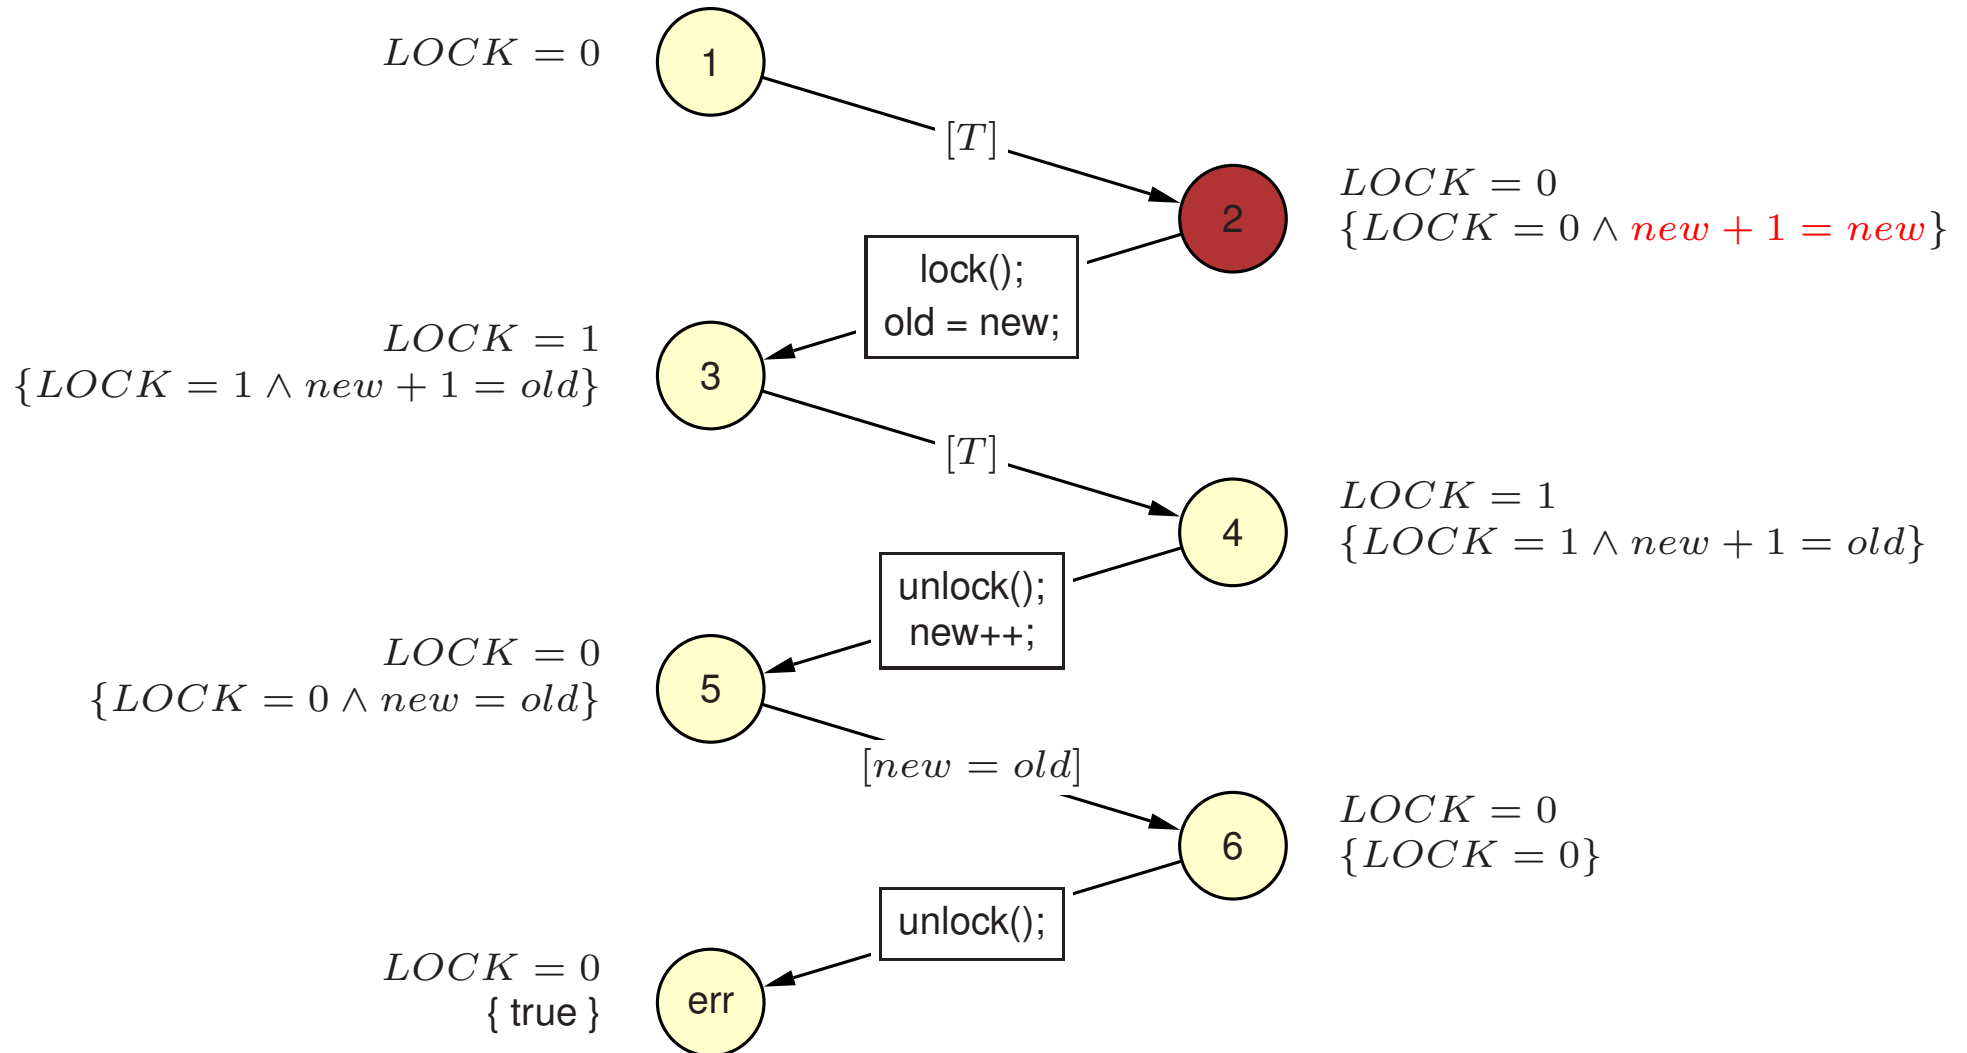 LOCK = 0
1
[T]
2
LOCK = 0
{LOCK = 0 ∧ new + 1 = new}
lock();
old = new;
LOCK = 1
{LOCK = 1 ∧ new + 1 = old}
3
[T]
4
LOCK = 1
{LOCK = 1 ∧ new + 1 = old}
unlock();
new++;
LOCK = 0
{LOCK = 0 ∧ new = old}
5
[new = old]
6
LOCK = 0
{LOCK = 0}
unlock();
LOCK = 0
{ true }
err